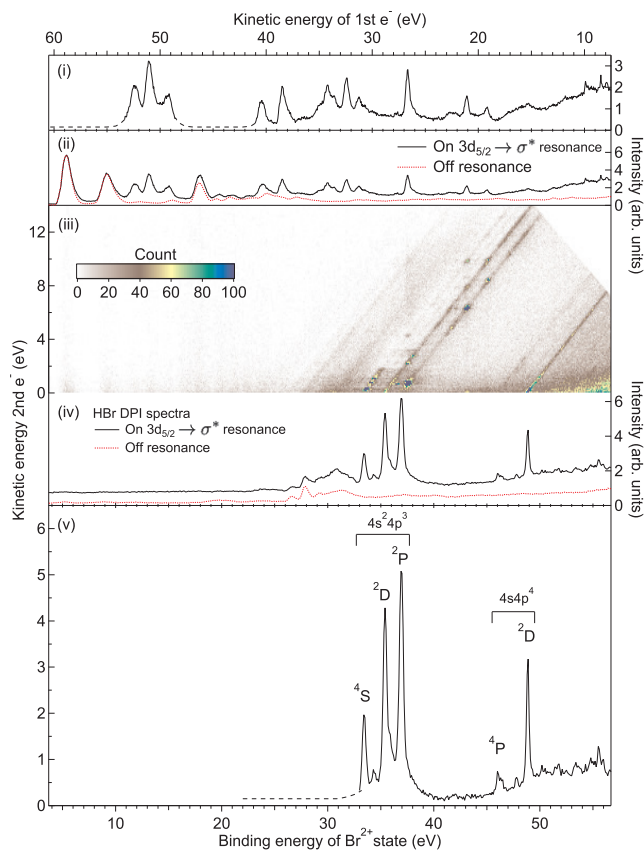 Kinetic energy of 1st e⁻ (eV)
60 50 40 30 20 10
(i)
3
2
1
0
(ii)
On 3d5/2 → σ* resonance
Off resonance
6
4
2
0
Intensity (arb. units)
(iii)
Count
0 20 40 60 80 100
12
8
4
0
Kinetic energy 2nd e⁻ (eV)
(iv)
HBr DPI spectra
On 3d5/2 → σ* resonance
Off resonance
6
4
2
0
Intensity (arb. units)
(v)
4s²4p³
²P
²D
⁴S
4s4p⁴
²D
⁴P
6
5
4
3
2
1
0
10 20 30 40 50
Binding energy of Br²⁺ state (eV)